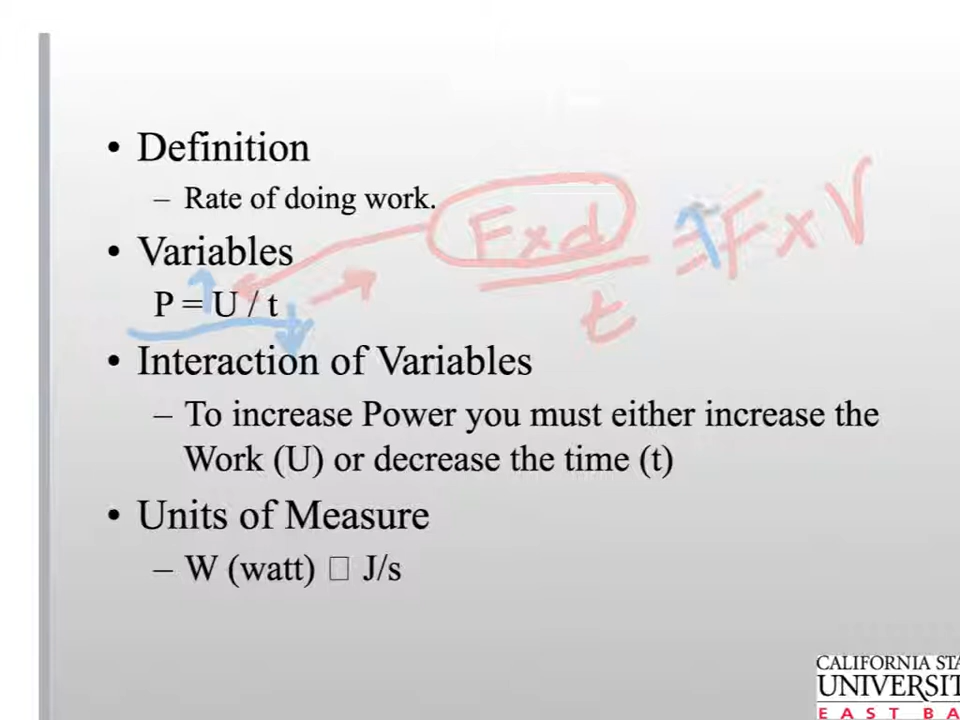 • Definition
– Rate of doing work.
F x d
t
= F x V
• Variables
P = U / t
• Interaction of Variables
– To increase Power you must either increase the
Work (U) or decrease the time (t)
• Units of Measure
– W (watt) □ J/s
CALIFORNIA STA
UNIVERSIT
EAST BA